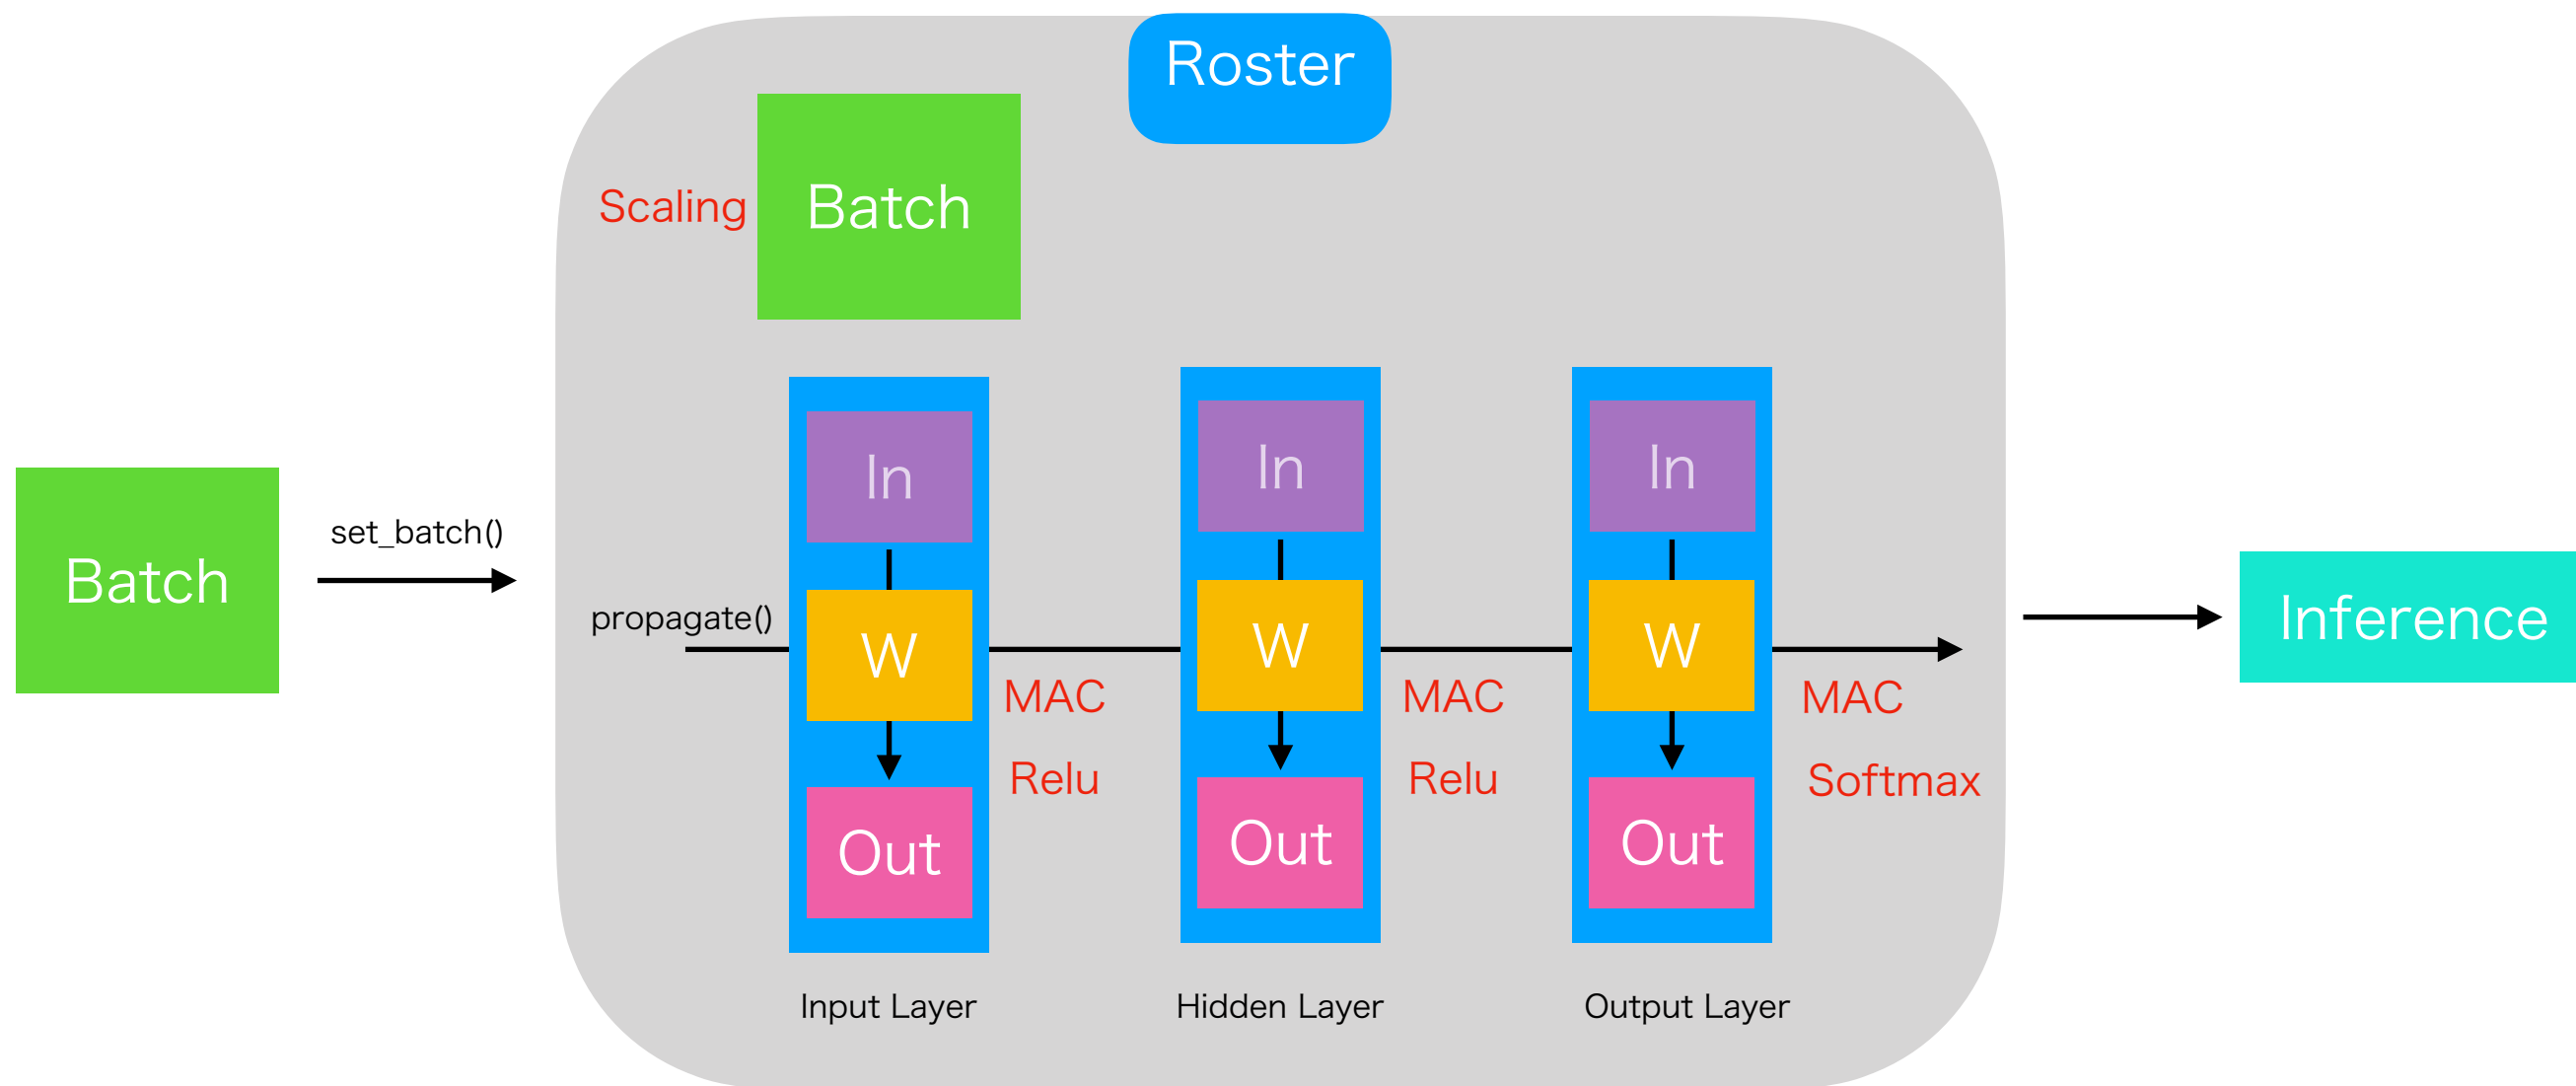 Roster
Scaling
Batch
Batch
set_batch()
propagate()
In
W
Out
MAC
Relu
In
W
Out
MAC
Relu
In
W
Out
MAC
Softmax
Inference
Input Layer
Hidden Layer
Output Layer